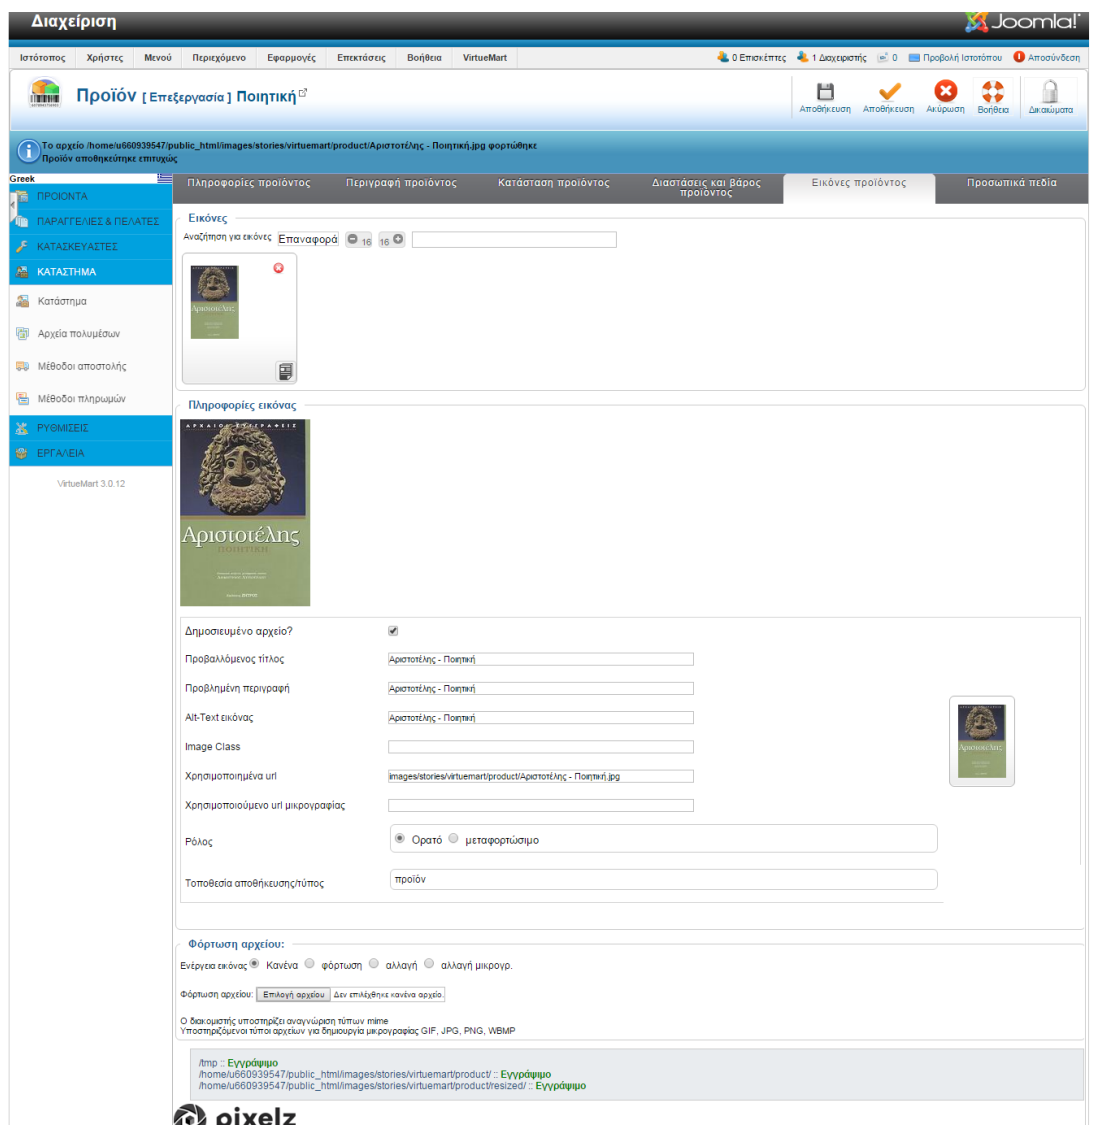 Διαχείριση
Joomla!
Ιστότοπος Χρήστες Μενού Περιεχόμενο Εφαρμογές Επεκτάσεις Βοήθεια VirtueMart 0 Επισκέπτες 1 Διαχειριστής 0 Προβολή Ιστοτόπου Αποσύνδεση
Προϊόν [ Επεξεργασία ] Ποιητική
Αποθήκευση Αποθήκευση Ακύρωση Βοήθεια Δικαιώματα
Το αρχείο /home/u660939547/public_html/images/stories/virtuemart/product/Αριστοτέλης - Ποιητική.jpg φορτώθηκε
Προϊόν αποθηκεύτηκε επιτυχώς
Greek
ΠΡΟΙΟΝΤΑ
ΠΑΡΑΓΓΕΛΙΕΣ & ΠΕΛΑΤΕΣ
ΚΑΤΑΣΚΕΥΑΣΤΕΣ
ΚΑΤΑΣΤΗΜΑ
Κατάστημα
Αρχεία πολυμέσων
Μέθοδοι αποστολής
Μέθοδοι πληρωμών
ΡΥΘΜΙΣΕΙΣ
ΕΡΓΑΛΕΙΑ
VirtueMart 3.0.12
Πληροφορίες προϊόντος Περιγραφή προϊόντος Κατάσταση προϊόντος Διαστάσεις και βάρος προϊόντος Εικόνες προϊόντος Προσωπικά πεδία
Εικόνες
Αναζήτηση για εικόνες Επαναφορά 16 16
Αριστοτέλης
Πληροφορίες εικόνας
ΑΡΧΑΙΟΙ ΣΥΓΓΡΑΦΕΙΣ
Αριστοτέλης
ΠΟΙΗΤΙΚΗ
Δημοσιευμένο αρχείο?
Προβαλλόμενος τίτλος Αριστοτέλης - Ποιητική
Προβλημένη περιγραφή Αριστοτέλης - Ποιητική
Alt-Text εικόνας Αριστοτέλης - Ποιητική
Image Class
Χρησιμοποιημένα url images/stories/virtuemart/product/Αριστοτέλης - Ποιητική.jpg
Αριστοτέλης
Χρησιμοποιούμενο url μικρογραφίας
Ρόλος Ορατό μεταφορτώσιμο
Τοποθεσία αποθήκευσης/τύπος προϊόν
Φόρτωση αρχείου:
Ενέργεια εικόνας Κανένα φόρτωση αλλαγή αλλαγή μικρογρ.
Φόρτωση αρχείου: Επιλογή αρχείου Δεν επιλέχθηκε κανένα αρχείο.
Ο διακομιστής υποστηρίζει αναγνώριση τύπων mime
Υποστηριζόμενοι τύποι αρχείων για δημιουργία μικρογραφίας GIF, JPG, PNG, WBMP
/tmp :: Εγγράψιμο
/home/u660939547/public_html/images/stories/virtuemart/product/ :: Εγγράψιμο
/home/u660939547/public_html/images/stories/virtuemart/product/resized/ :: Εγγράψιμο
pixelz